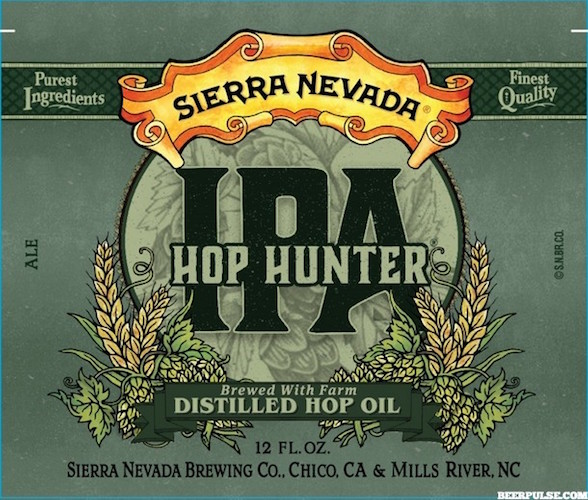 Purest
Ingredients
SIERRA NEVADA®
Finest
Quality
IPA
HOP HUNTER®
ALE
© S.N.BR.CO.
Brewed With Farm
DISTILLED HOP OIL
12 FL. OZ.
SIERRA NEVADA BREWING CO., CHICO, CA & MILLS RIVER, NC
BEERPULSE.COM